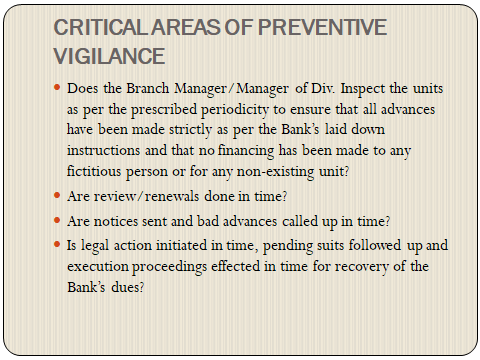 CRITICAL AREAS OF PREVENTIVE
VIGILANCE
• Does the Branch Manager/Manager of Div. Inspect the units
as per the prescribed periodicity to ensure that all advances
have been made strictly as per the Bank's laid down
instructions and that no financing has been made to any
fictitious person or for any non-existing unit?
• Are review/renewals done in time?
• Are notices sent and bad advances called up in time?
• Is legal action initiated in time, pending suits followed up and
execution proceedings effected in time for recovery of the
Bank's dues?